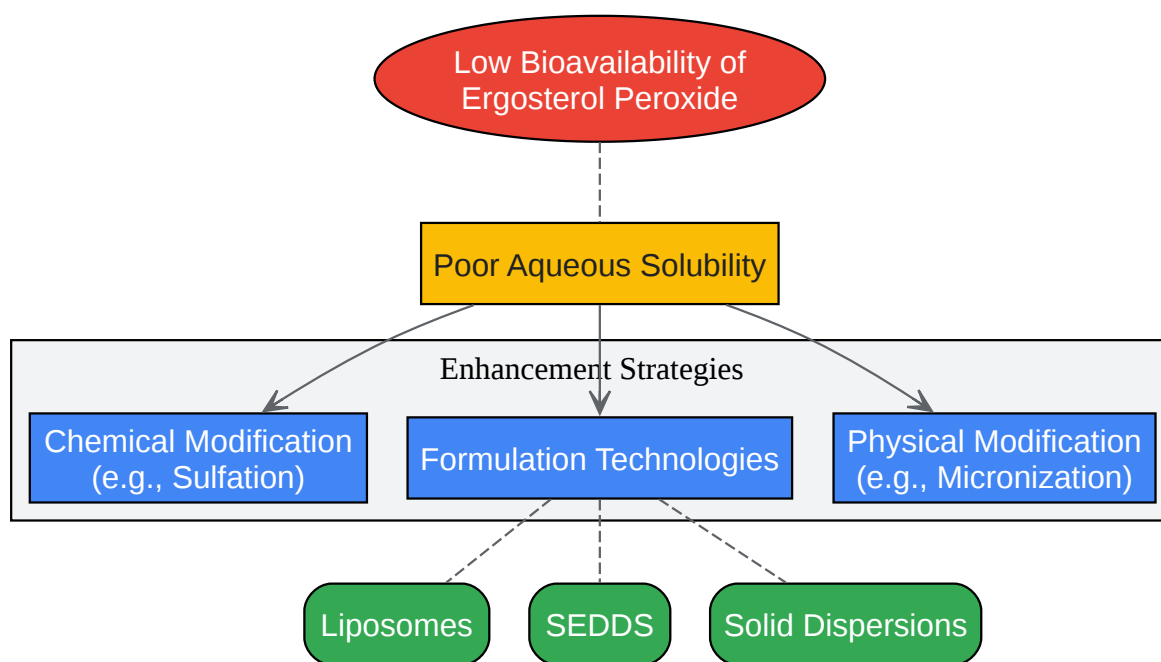 Low Bioavailability of
Ergosterol Peroxide
Poor Aqueous Solubility
Enhancement Strategies
Chemical Modification
(e.g., Sulfation)
Formulation Technologies
Physical Modification
(e.g., Micronization)
Liposomes
SEDDS
Solid Dispersions